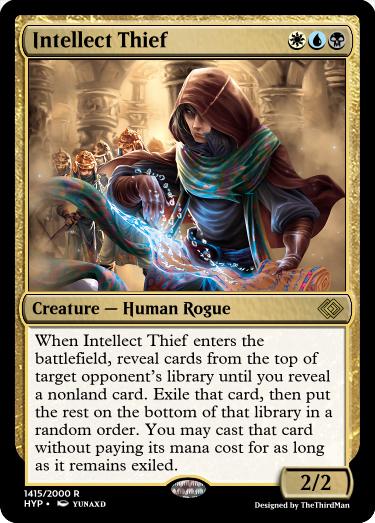 Intellect Thief
Creature — Human Rogue
When Intellect Thief enters the
battlefield, reveal cards from the top of
target opponent's library until you reveal
a nonland card. Exile that card, then put
the rest on the bottom of that library in a
random order. You may cast that card
without paying its mana cost for as long
as it remains exiled.
2/2
1415/2000 R
HYP • YUNAXD
Designed by TheThirdMan